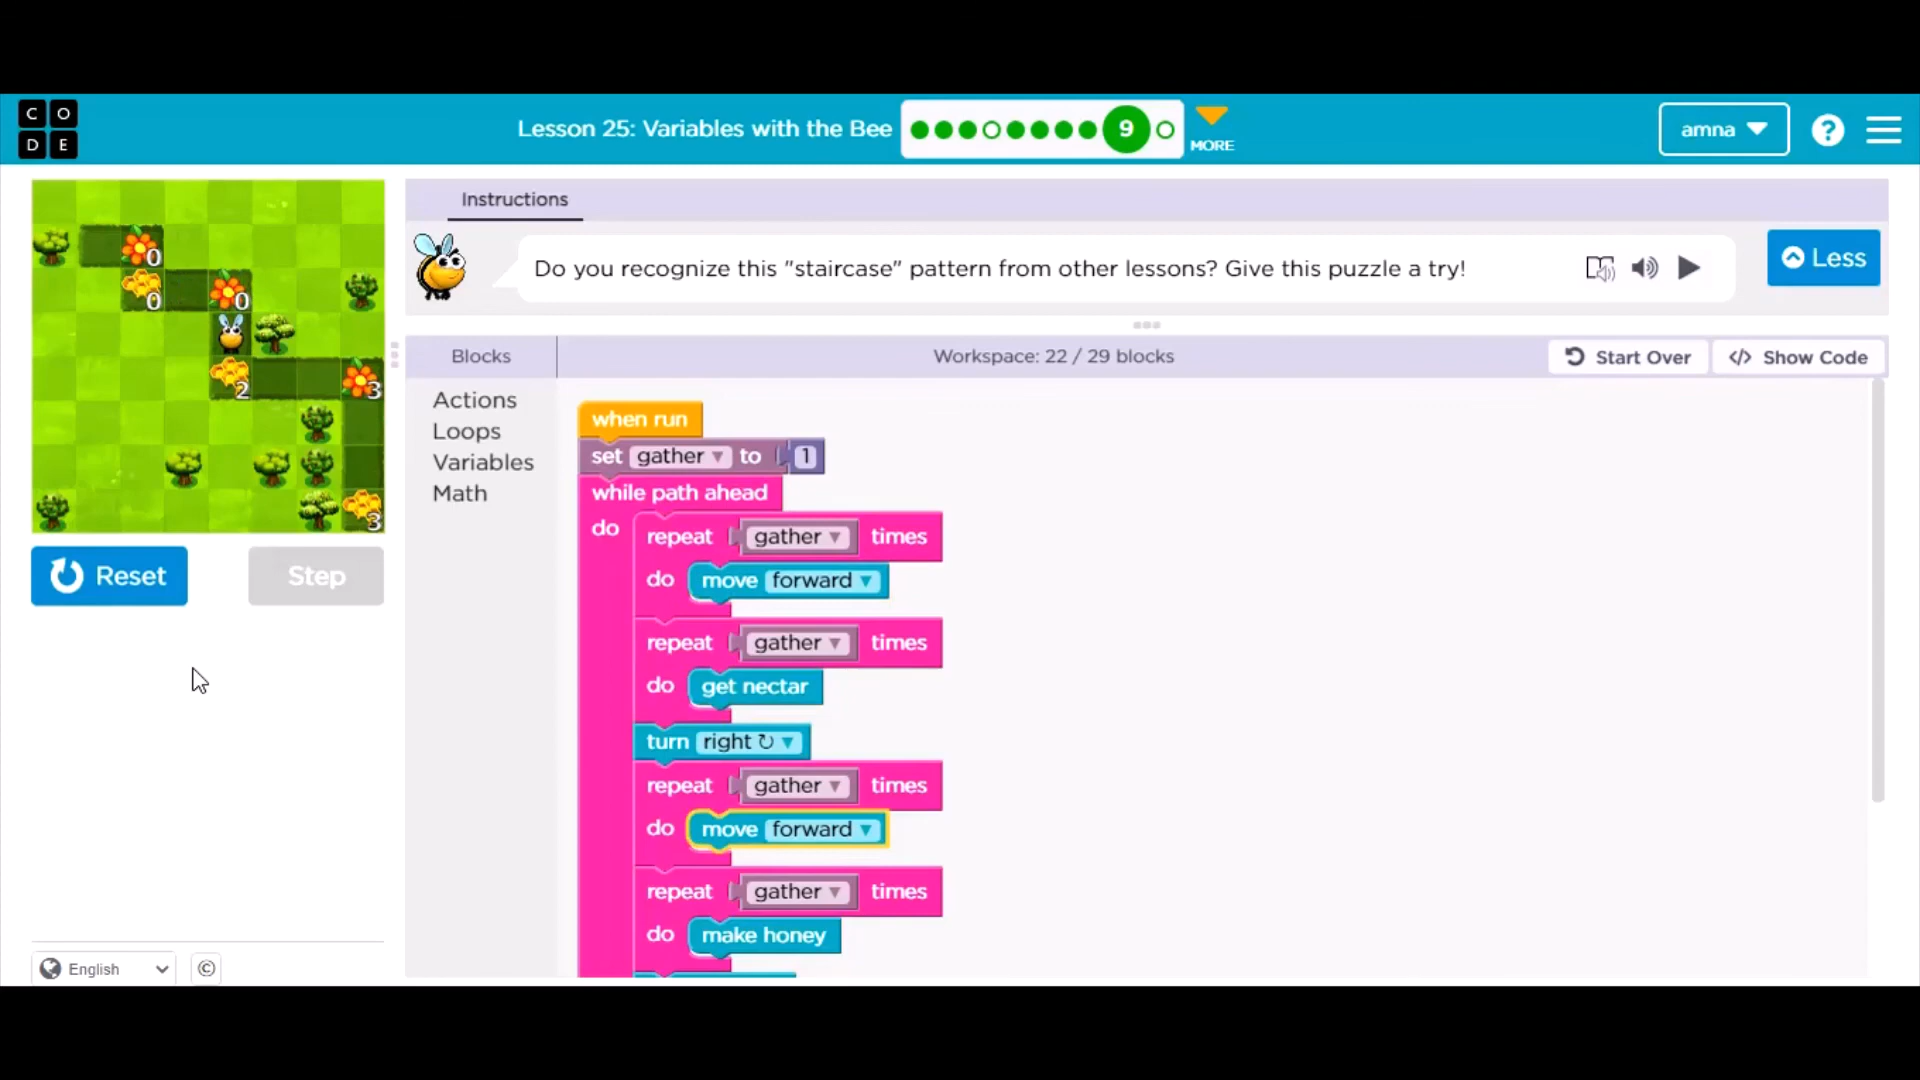 C O
D E
Lesson 25: Variables with the Bee
9
MORE
amna
?
Instructions
Do you recognize this "staircase" pattern from other lessons? Give this puzzle a try!
Less
0
0
0
2
3
3
Blocks
Workspace: 22 / 29 blocks
Start Over
</> Show Code
Actions
Loops
Variables
Math
when run
set gather to 1
while path ahead
do repeat gather times
do move forward
repeat gather times
do get nectar
turn right ↻
repeat gather times
do move forward
repeat gather times
do make honey
Reset
Step
English
©